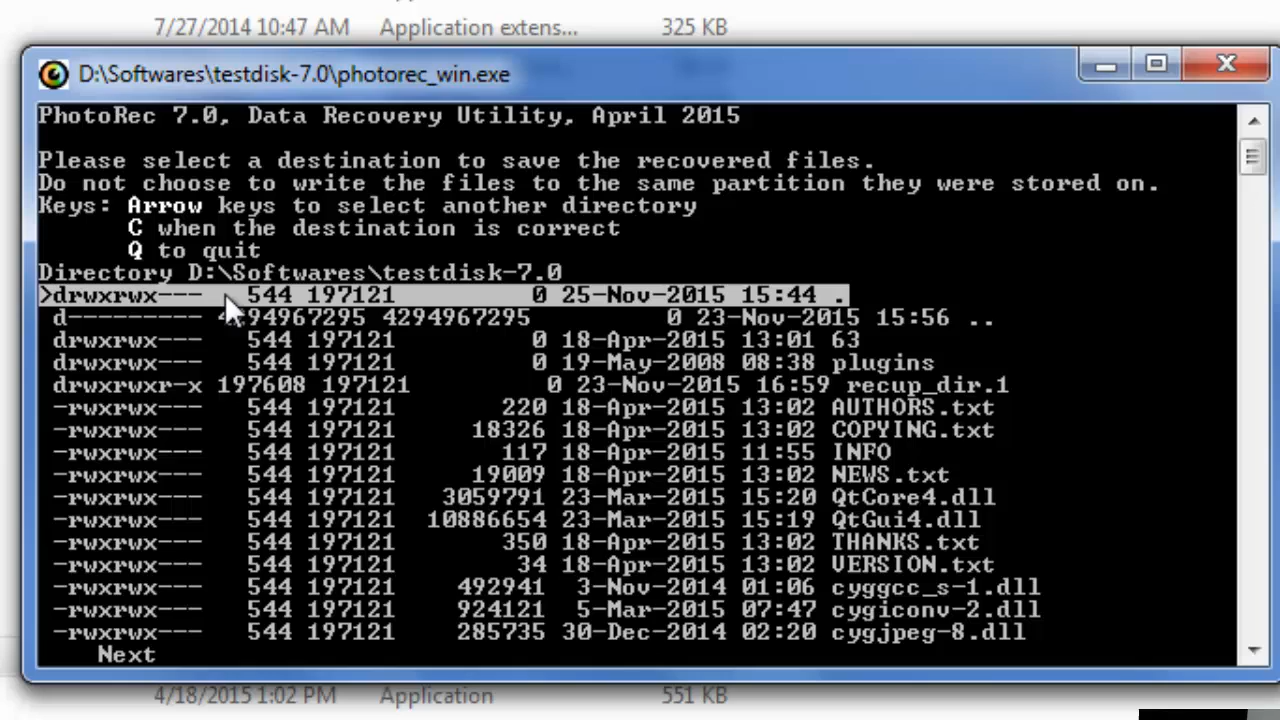 7/27/2014 10:47 AM Application extens... 325 KB
D:\Softwares\testdisk-7.0\photorec_win.exe
PhotoRec 7.0, Data Recovery Utility, April 2015
Please select a destination to save the recovered files.
Do not choose to write the files to the same partition they were stored on.
Keys: Arrow keys to select another directory
C when the destination is correct
Q to quit
Directory D:\Softwares\testdisk-7.0
>drwxrwx--- 544 197121 0 25-Nov-2015 15:44 .
d--------- 4294967295 4294967295 0 23-Nov-2015 15:56 ..
drwxrwx--- 544 197121 0 18-Apr-2015 13:01 63
drwxrwx--- 544 197121 0 19-May-2008 08:38 plugins
drwxrwxr-x 197608 197121 0 23-Nov-2015 16:59 recup_dir.1
-rwxrwx--- 544 197121 220 18-Apr-2015 13:02 AUTHORS.txt
-rwxrwx--- 544 197121 18326 18-Apr-2015 13:02 COPYING.txt
-rwxrwx--- 544 197121 117 18-Apr-2015 11:55 INFO
-rwxrwx--- 544 197121 19009 18-Apr-2015 13:02 NEWS.txt
-rwxrwx--- 544 197121 3059791 23-Mar-2015 15:20 QtCore4.dll
-rwxrwx--- 544 197121 10886654 23-Mar-2015 15:19 QtGui4.dll
-rwxrwx--- 544 197121 350 18-Apr-2015 13:02 THANKS.txt
-rwxrwx--- 544 197121 34 18-Apr-2015 13:02 VERSION.txt
-rwxrwx--- 544 197121 492941 3-Nov-2014 01:06 cyggcc_s-1.dll
-rwxrwx--- 544 197121 924121 5-Mar-2015 07:47 cygiconv-2.dll
-rwxrwx--- 544 197121 285735 30-Dec-2014 02:20 cygjpeg-8.dll
Next
4/18/2015 1:02 PM Application 551 KB